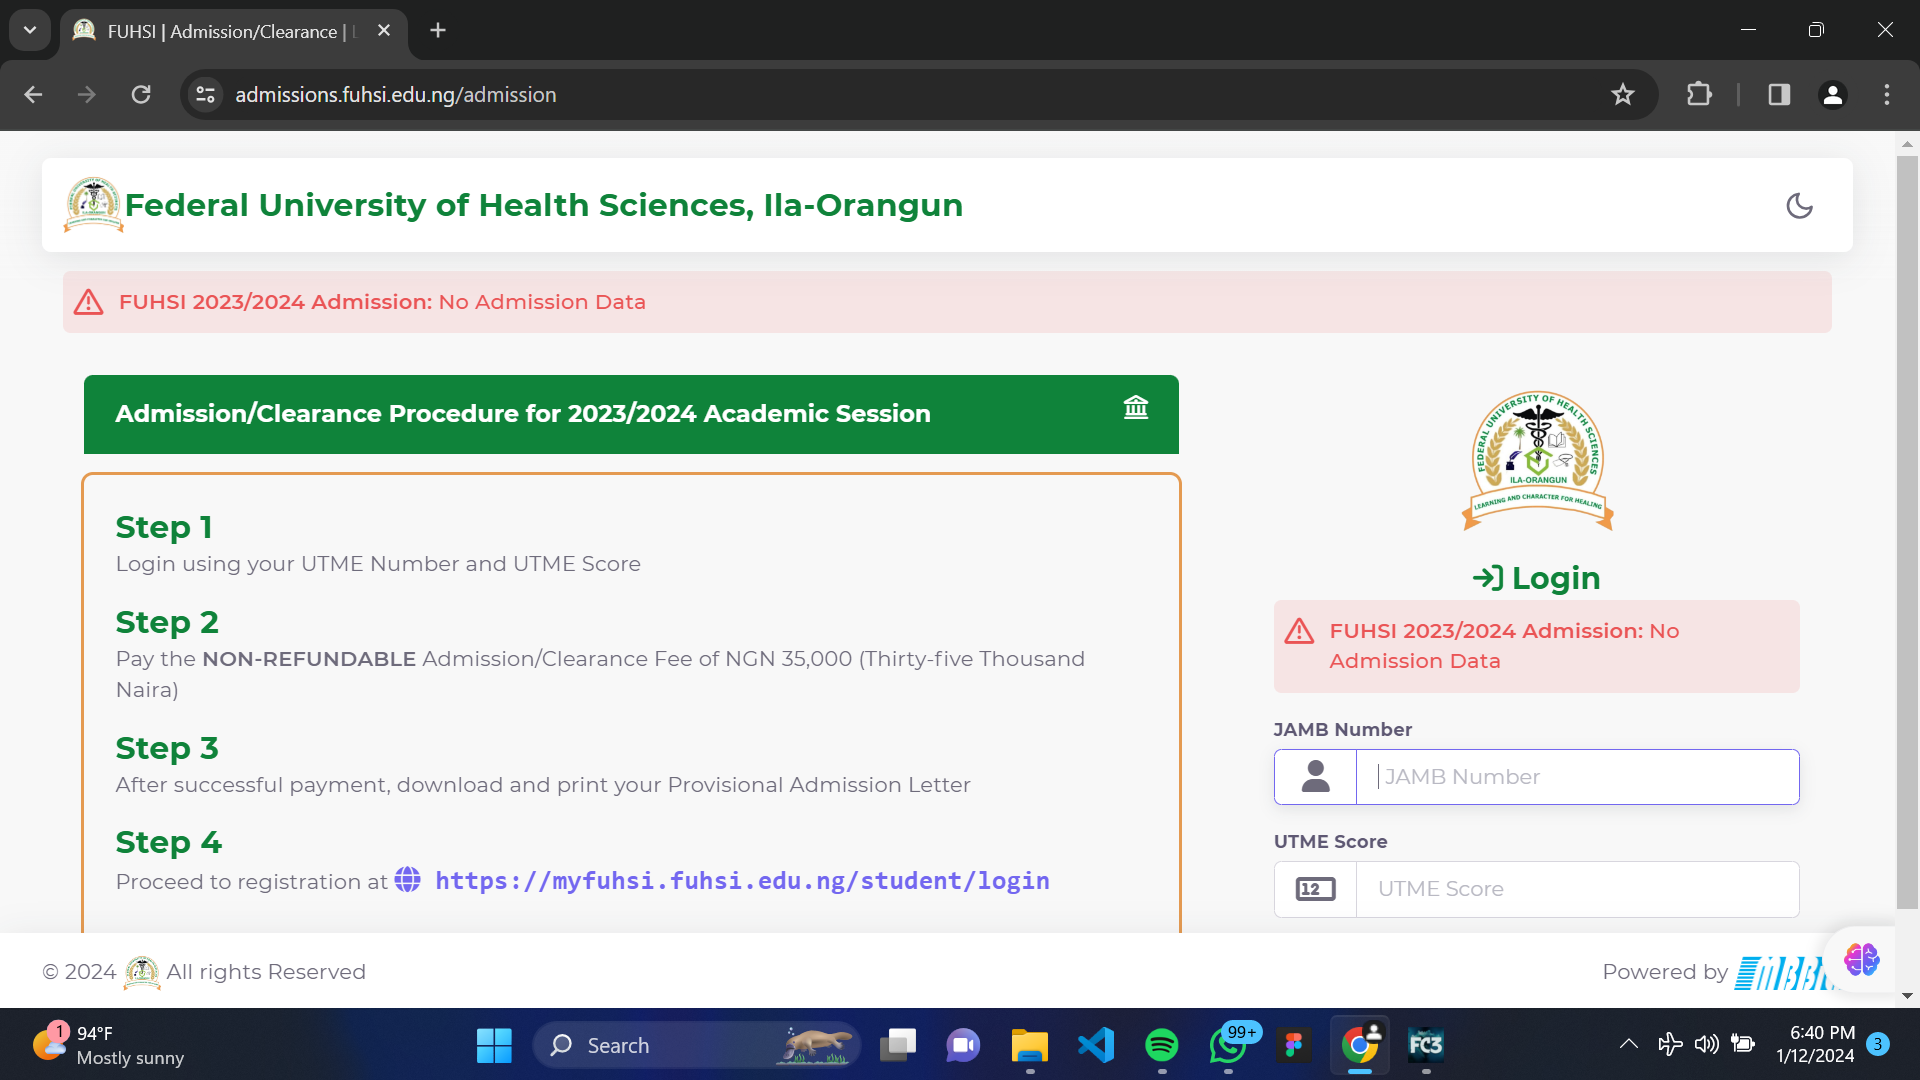 FUHSI | Admission/Clearance |
admissions.fuhsi.edu.ng/admission
Federal University of Health Sciences, Ila-Orangun
FUHSI 2023/2024 Admission: No Admission Data
Admission/Clearance Procedure for 2023/2024 Academic Session
Step 1
Login using your UTME Number and UTME Score
Step 2
Pay the NON-REFUNDABLE Admission/Clearance Fee of NGN 35,000 (Thirty-five Thousand
Naira)
Step 3
After successful payment, download and print your Provisional Admission Letter
Step 4
Proceed to registration at https://myfuhsi.fuhsi.edu.ng/student/login
FEDERAL UNIVERSITY OF HEALTH SCIENCES
ILA-ORANGUN
LEARNING AND CHARACTER FOR HEALING
Login
FUHSI 2023/2024 Admission: No
Admission Data
JAMB Number
JAMB Number
UTME Score
12
UTME Score
© 2024 All rights Reserved
Powered by
1
94°F
Mostly sunny
Search
99+
FC3
6:40 PM
1/12/2024
3